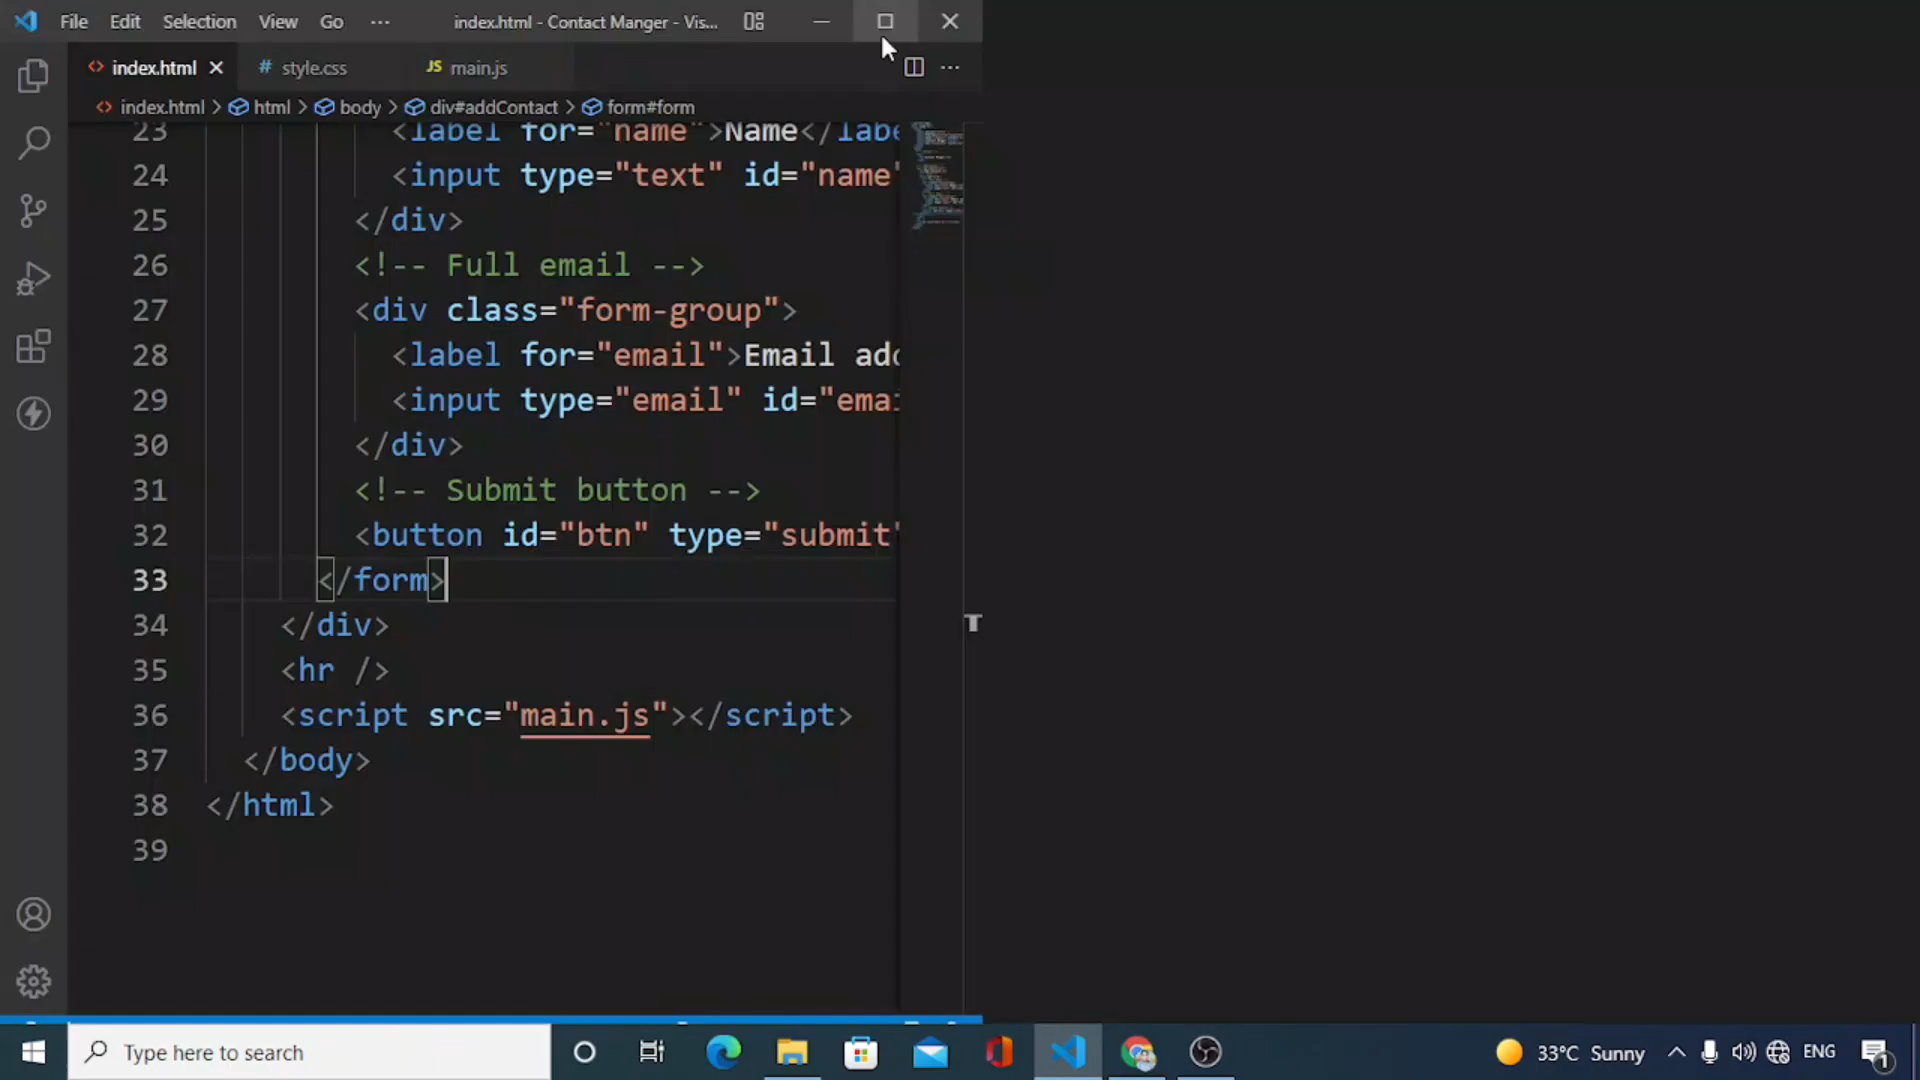 File Edit Selection View Go ··· index.html - Contact Manger - Vis...
index.html style.css main.js
index.html > html > body > div#addContact > form#form
23 <label for="name">Name</labe
24 <input type="text" id="name"
25 </div>
26 <!-- Full email -->
27 <div class="form-group">
28 <label for="email">Email add
29 <input type="email" id="emai
30 </div>
31 <!-- Submit button -->
32 <button id="btn" type="submit"
33 </form>
34 </div>
35 <hr />
36 <script src="main.js"></script>
37 </body>
38 </html>
39
Type here to search 33°C Sunny ENG 1